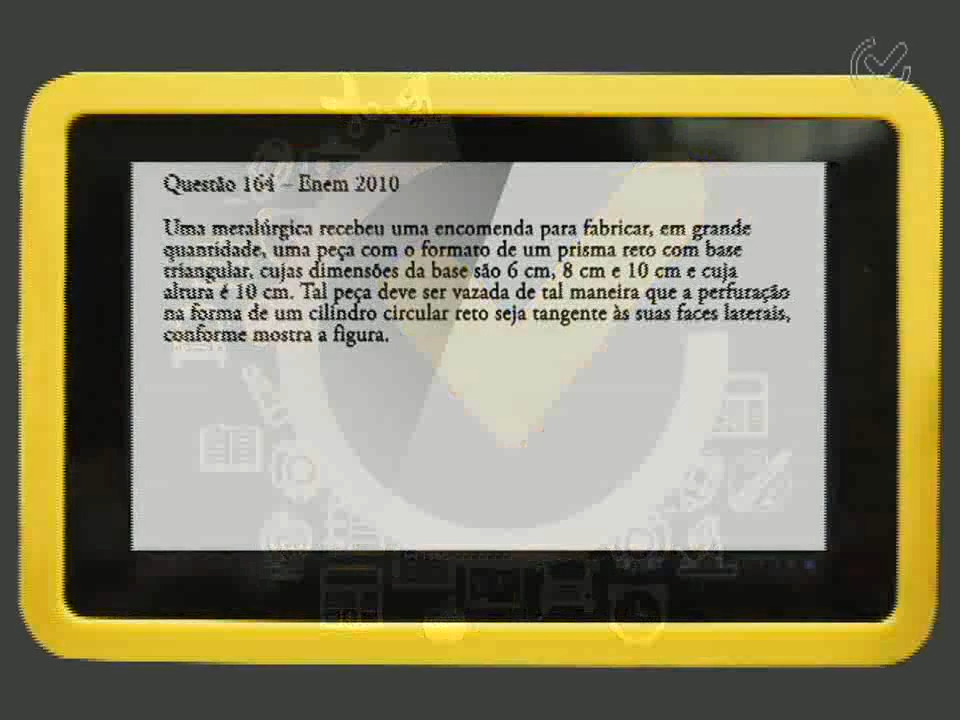 Questão 164 – Enem 2010
Uma metalúrgica recebeu uma encomenda para fabricar, em grande
quantidade, uma peça com o formato de um prisma reto com base
triangular, cujas dimensões da base são 6 cm, 8 cm e 10 cm e cuja
altura é 10 cm. Tal peça deve ser vazada de tal maneira que a perfuração
na forma de um cilindro circular reto seja tangente às suas faces laterais,
conforme mostra a figura.